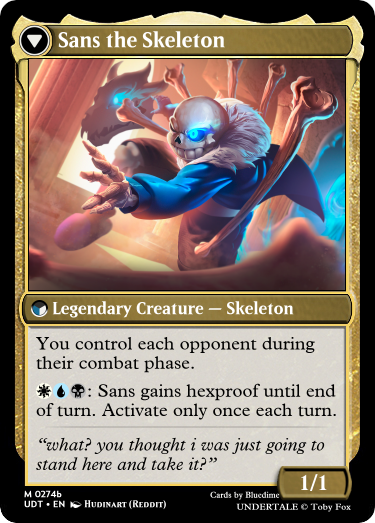 Sans the Skeleton
Legendary Creature — Skeleton
You control each opponent during
their combat phase.
: Sans gains hexproof until end
of turn. Activate only once each turn.
“what? you thought i was just going to
stand here and take it?”
1/1
M 0274b
UDT • EN Hudinart (Reddit)
Cards by Bluedime
UNDERTALE © Toby Fox